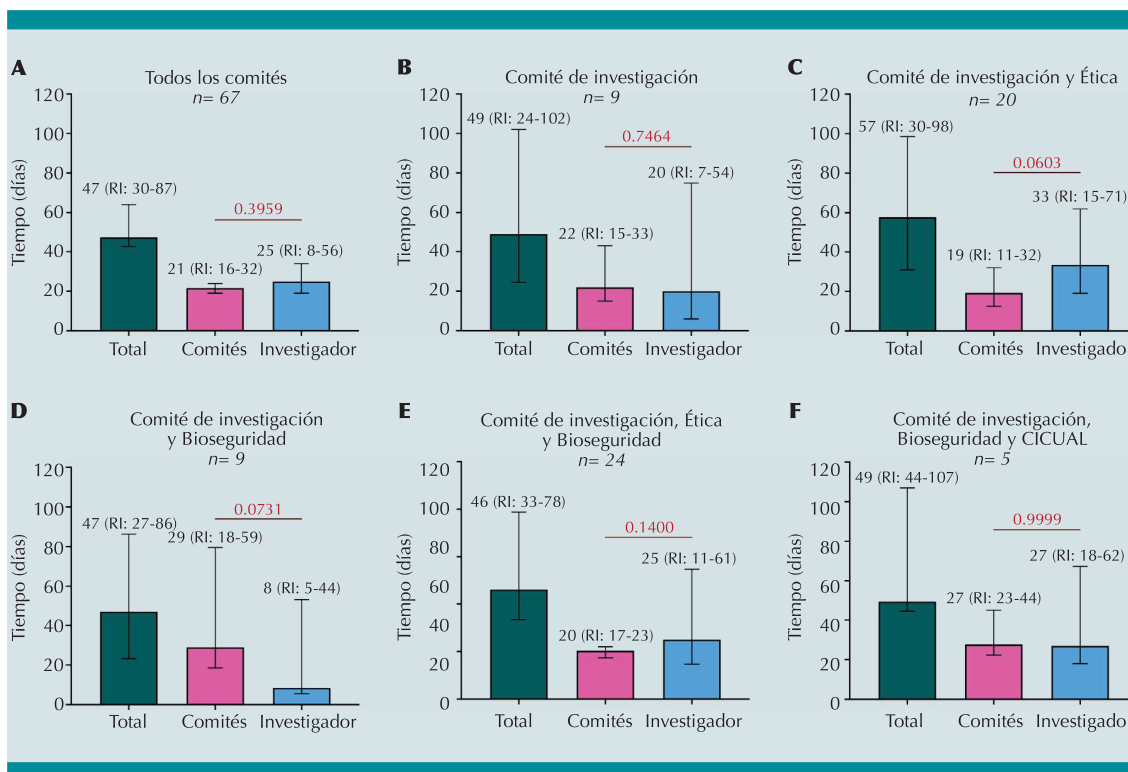 A
Todos los comités
n= 67
Tiempo (días)
120
100
80
60
40
20
0
47 (RI: 30-87)
0.3959
21 (RI: 16-32)
25 (RI: 8-56)
Total
Comités
Investigador
B
Comité de investigación
n= 9
Tiempo (días)
120
100
80
60
40
20
0
49 (RI: 24-102)
0.7464
22 (RI: 15-33)
20 (RI: 7-54)
Total
Comités
Investigador
C
Comité de investigación y Ética
n= 20
Tiempo (días)
120
100
80
60
40
20
0
57 (RI: 30-98)
0.0603
19 (RI: 11-32)
33 (RI: 15-71)
Total
Comités
Investigado
D
Comité de investigación
y Bioseguridad
n= 9
Tiempo (días)
120
100
80
60
40
20
0
47 (RI: 27-86)
0.0731
29 (RI: 18-59)
8 (RI: 5-44)
Total
Comités
Investigador
E
Comité de investigación, Ética
y Bioseguridad
n= 24
Tiempo (días)
120
100
80
60
40
20
0
46 (RI: 33-78)
0.1400
20 (RI: 17-23)
25 (RI: 11-61)
Total
Comités
Investigador
F
Comité de investigación,
Bioseguridad y CICUAL
n= 5
Tiempo (días)
120
100
80
60
40
20
0
49 (RI: 44-107)
0.9999
27 (RI: 23-44)
27 (RI: 18-62)
Total
Comités
Investigado